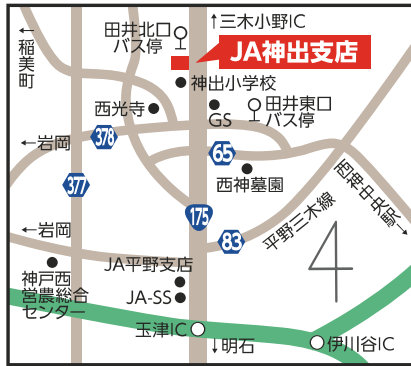 ↑三木小野IC
田井北口
バス停
JA神出支店
←
稲美町
神出小学校
西光寺
GS
田井東口
バス停
←岩岡
378
65
西神墓園
377
175
西神中央駅→
平野三木線
83
←岩岡
4
JA平野支店
神戸西
営農総合
センター
JA-SS
玉津IC
↓明石
伊川谷IC